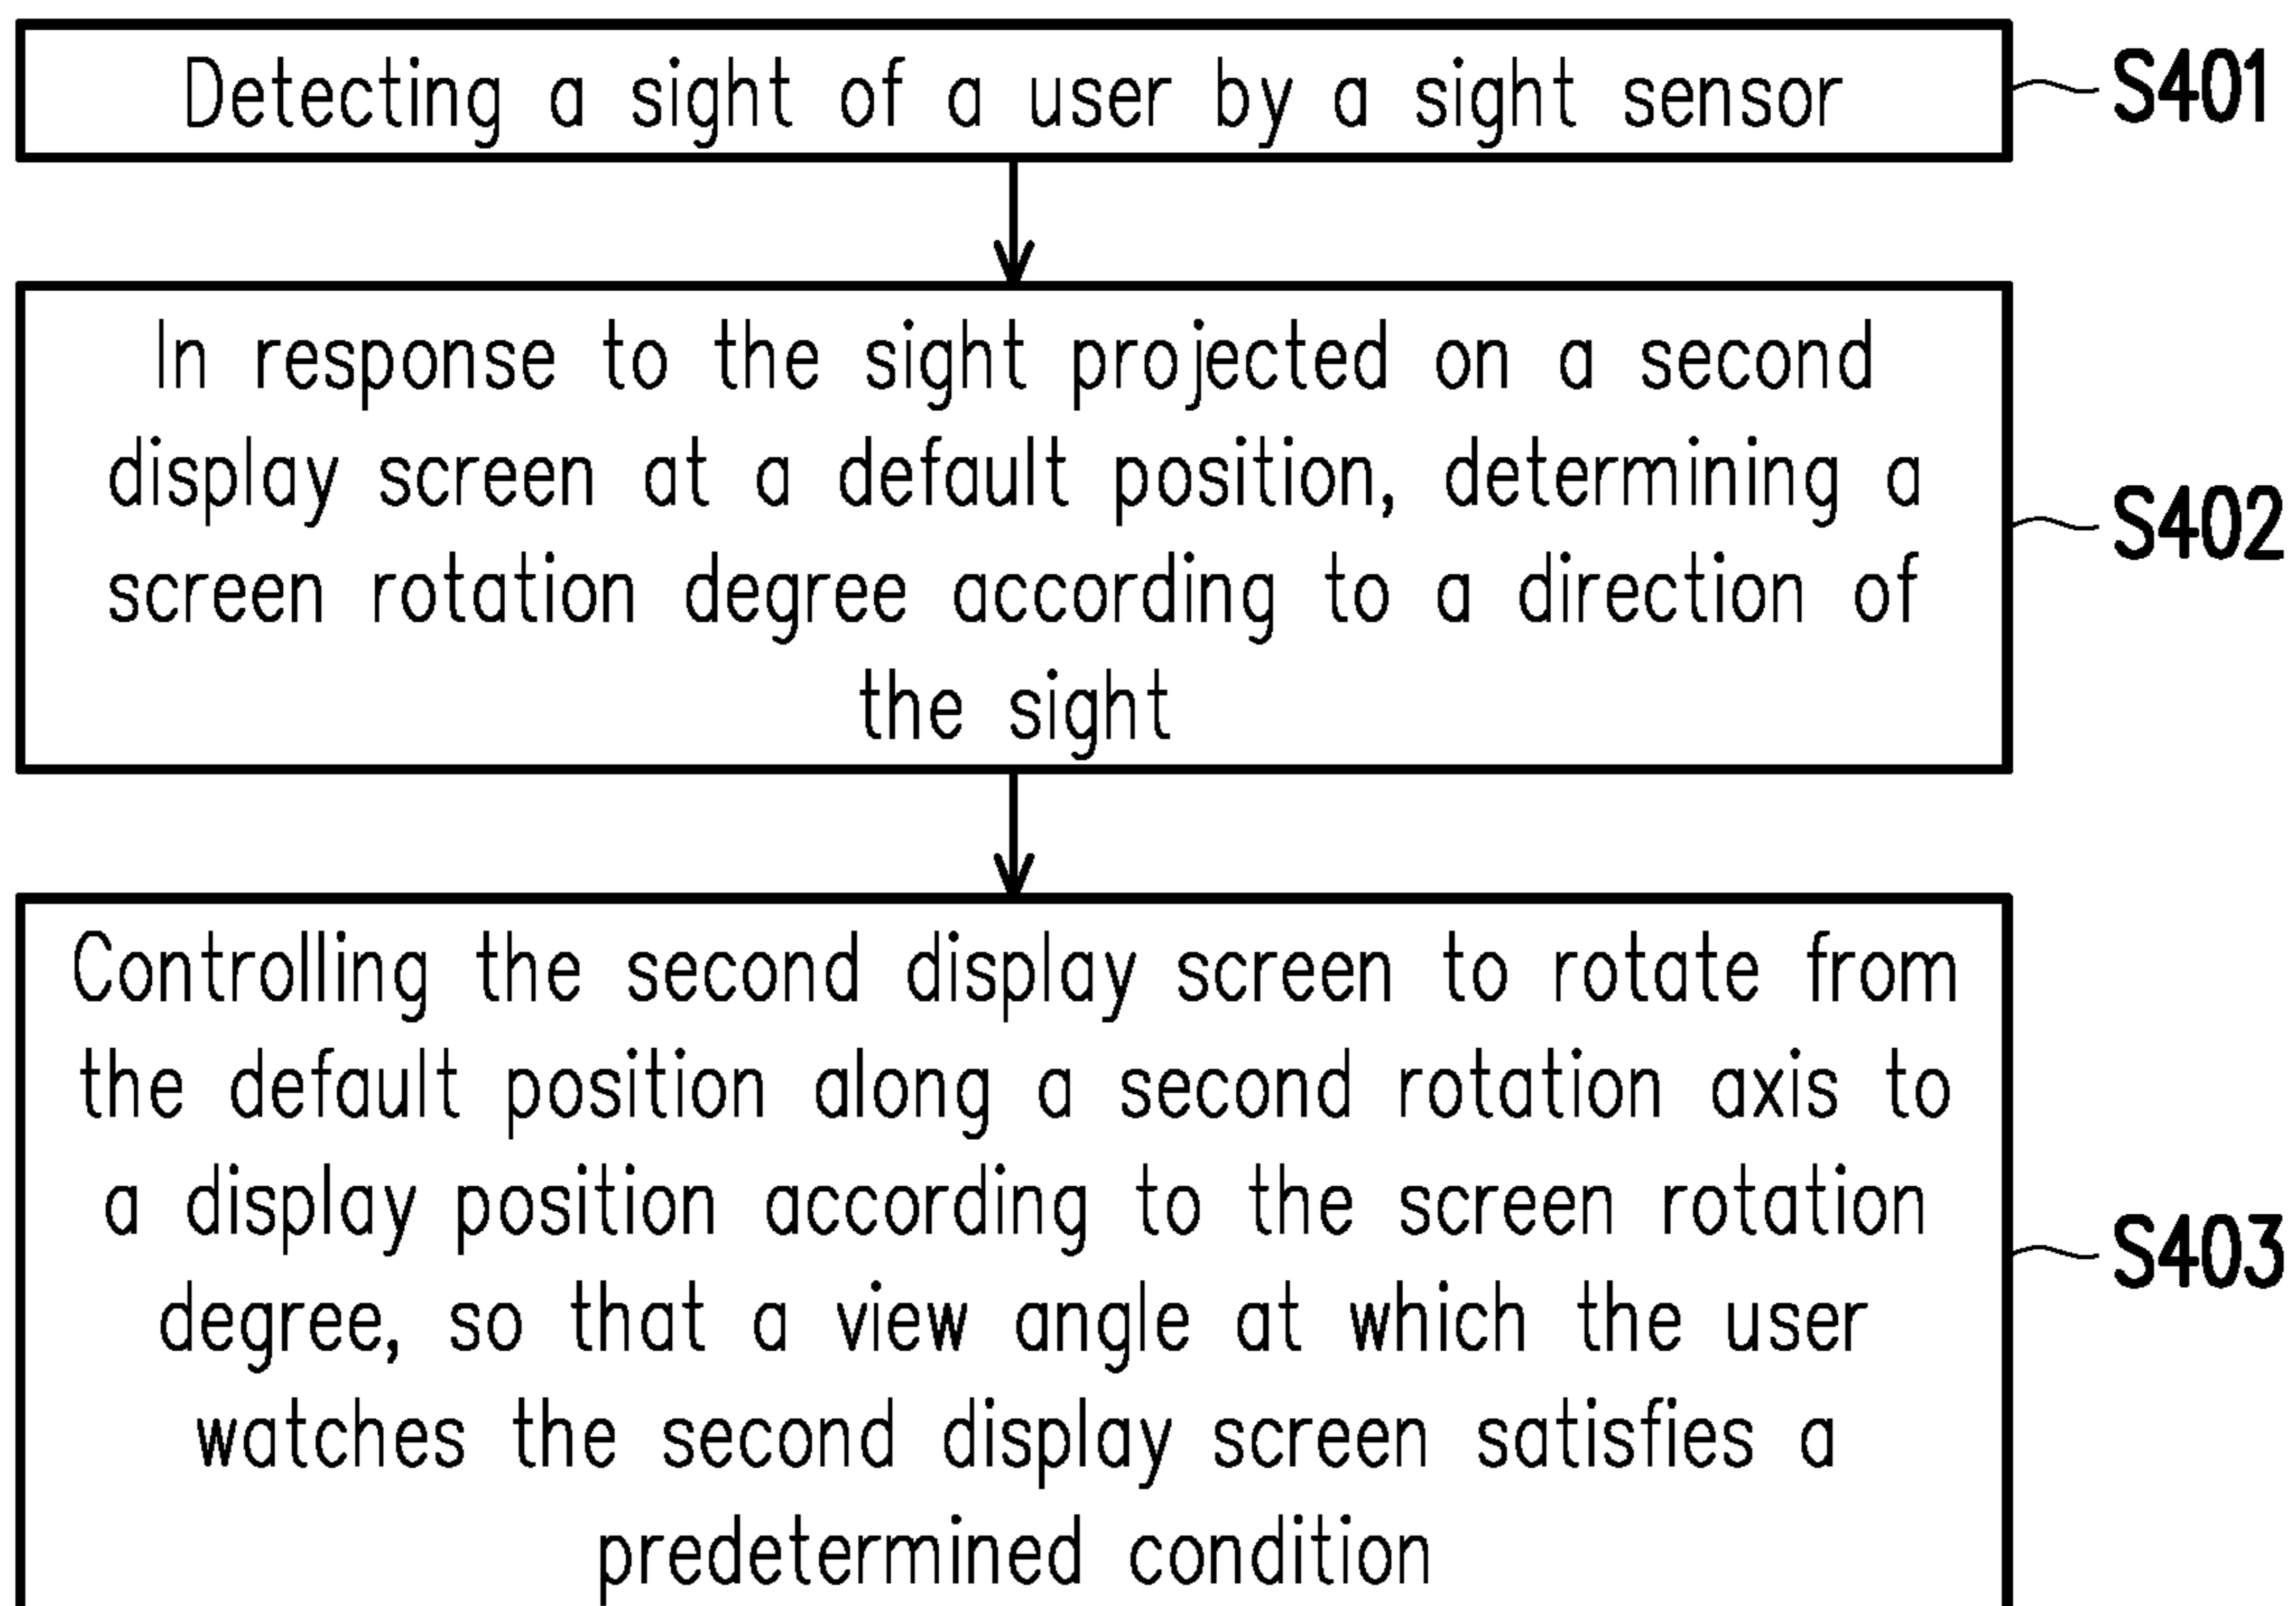 Detecting a sight of a user by a sight sensor
S401
In response to the sight projected on a second
display screen at a default position, determining a
screen rotation degree according to a direction of
the sight
S402
Controlling the second display screen to rotate from
the default position along a second rotation axis to
a display position according to the screen rotation
degree, so that a view angle at which the user
watches the second display screen satisfies a
predetermined condition
S403